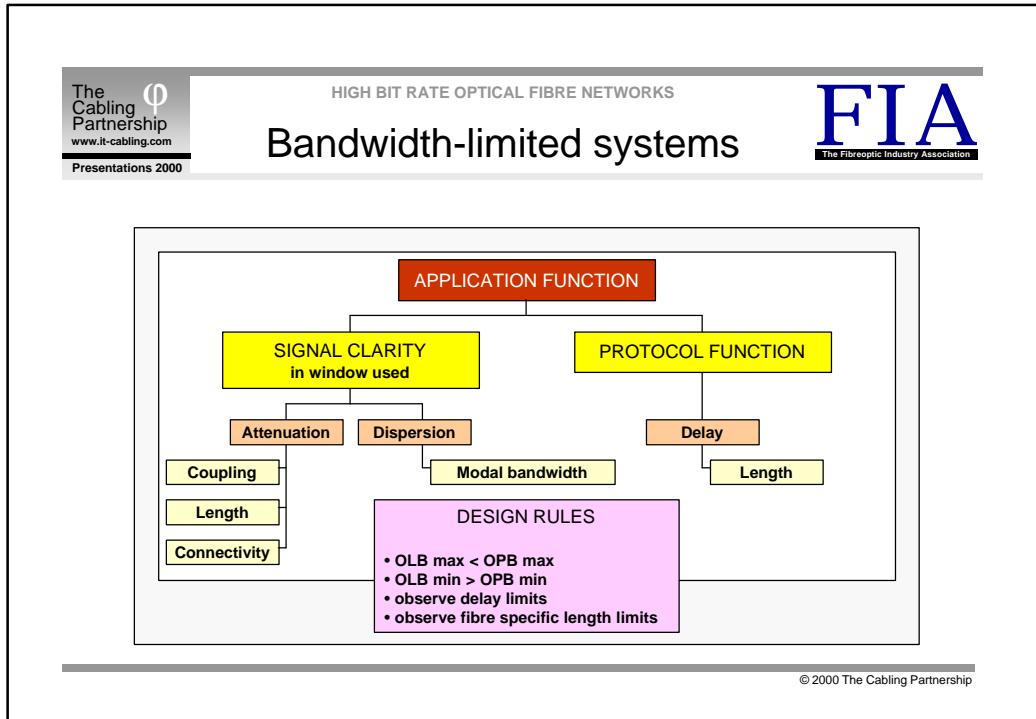 The
Cabling
Partnership
φ
www.it-cabling.com
Presentations 2000
HIGH BIT RATE OPTICAL FIBRE NETWORKS
Bandwidth-limited systems
FIA
The Fibreoptic Industry Association
APPLICATION FUNCTION
SIGNAL CLARITY
in window used
PROTOCOL FUNCTION
Attenuation
Dispersion
Delay
Coupling
Modal bandwidth
Length
Length
Connectivity
DESIGN RULES
• OLB max < OPB max
• OLB min > OPB min
• observe delay limits
• observe fibre specific length limits
© 2000 The Cabling Partnership